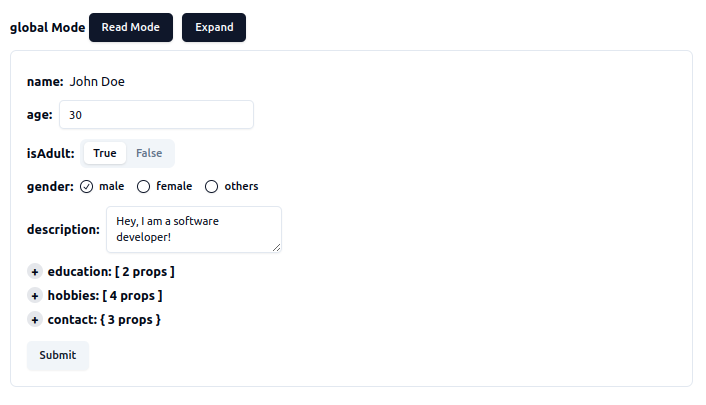 global Mode Read Mode Expand
name: John Doe
age: 30
isAdult: True False
gender: male female others
description: Hey, I am a software
developer!
+ education: [ 2 props ]
+ hobbies: [ 4 props ]
+ contact: { 3 props }
Submit